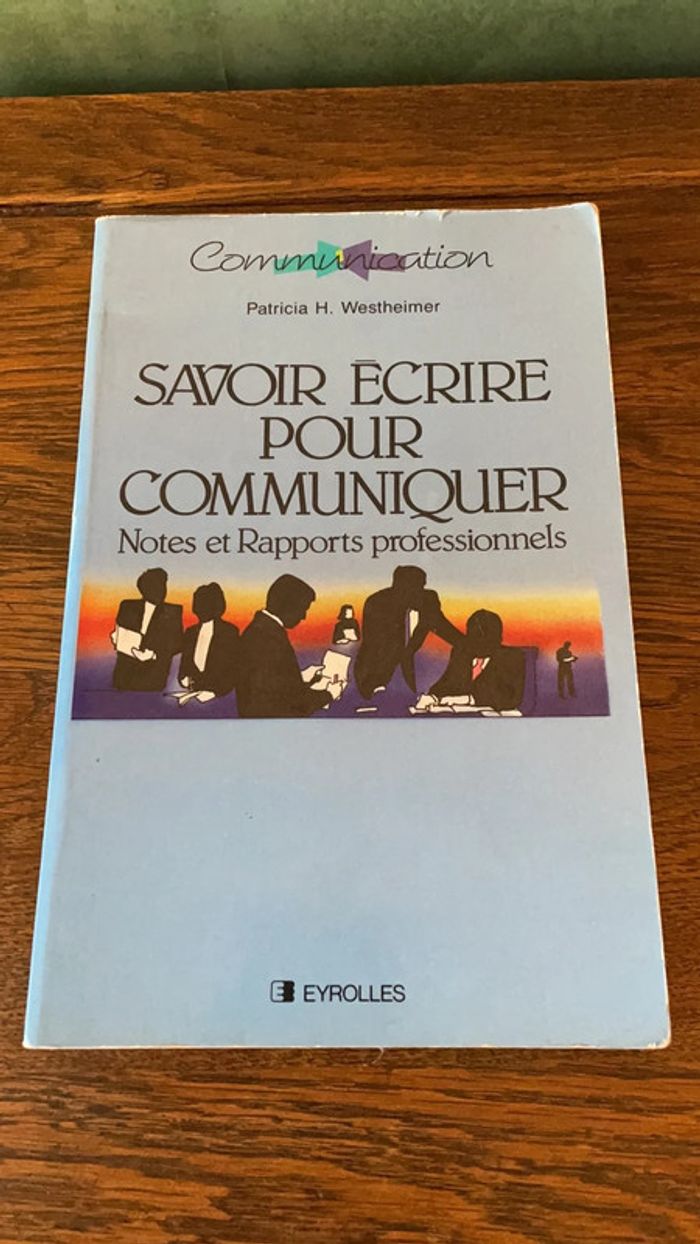 Communication
Patricia H. Westheimer
SAVOIR ÉCRIRE
POUR
COMMUNIQUER
Notes et Rapports professionnels
EYROLLES